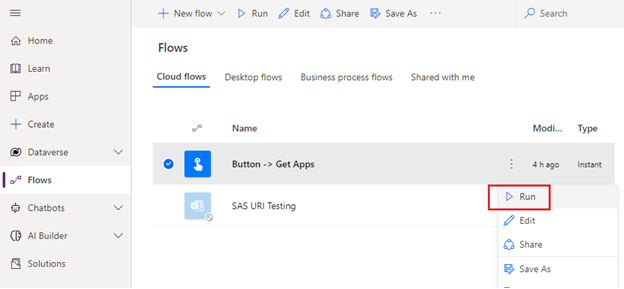 + New flow Run Edit Share Save As ··· Search
Home
Learn
Apps
Create
Dataverse
Flows
Chatbots
AI Builder
Solutions
Flows
Cloud flows Desktop flows Business process flows Shared with me
Name Modi... Type
Button -> Get Apps 4 h ago Instant
SAS URI Testing
Run
Edit
Share
Save As